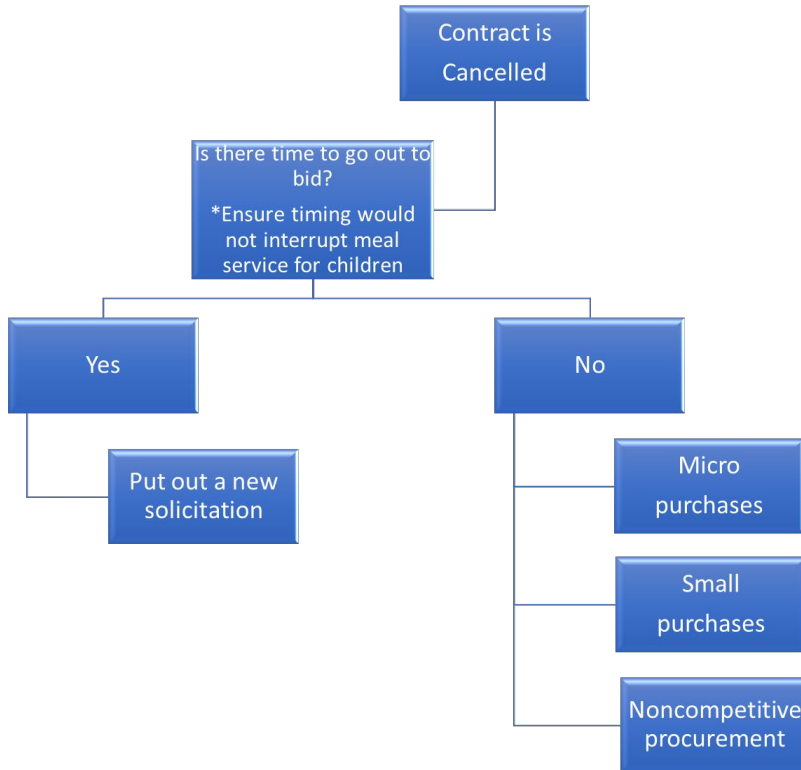 Contract is
Cancelled
Is there time to go out to
bid?
*Ensure timing would
not interrupt meal
service for children
Yes
No
Put out a new
solicitation
Micro
purchases
Small
purchases
Noncompetitive
procurement